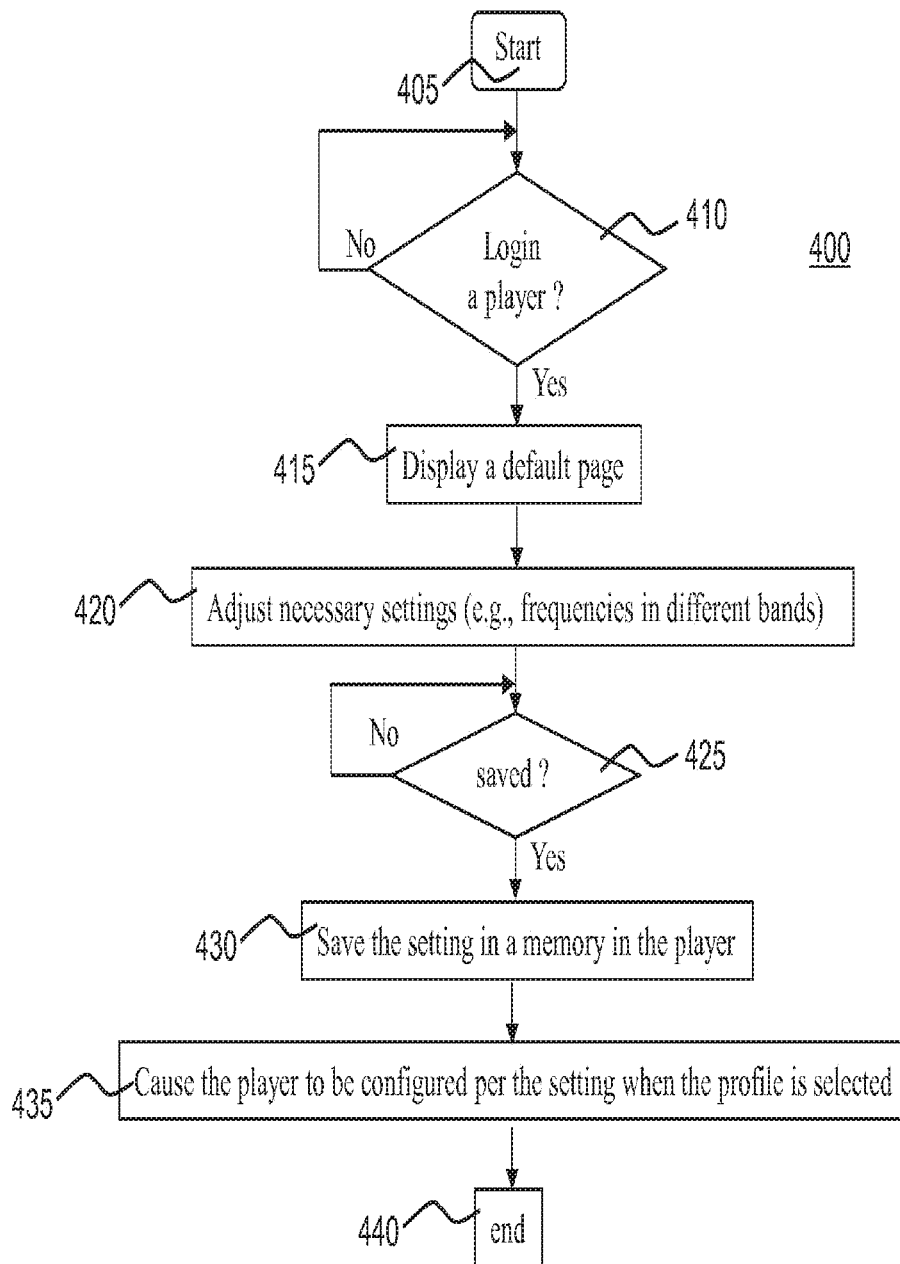 Start
405
410
400
No
Login
a player ?
Yes
415
Display a default page
420
Adjust necessary settings (e.g., frequencies in different bands)
No
saved ?
425
Yes
430
Save the setting in a memory in the player
435
Cause the player to be configured per the setting when the profile is selected
440
end